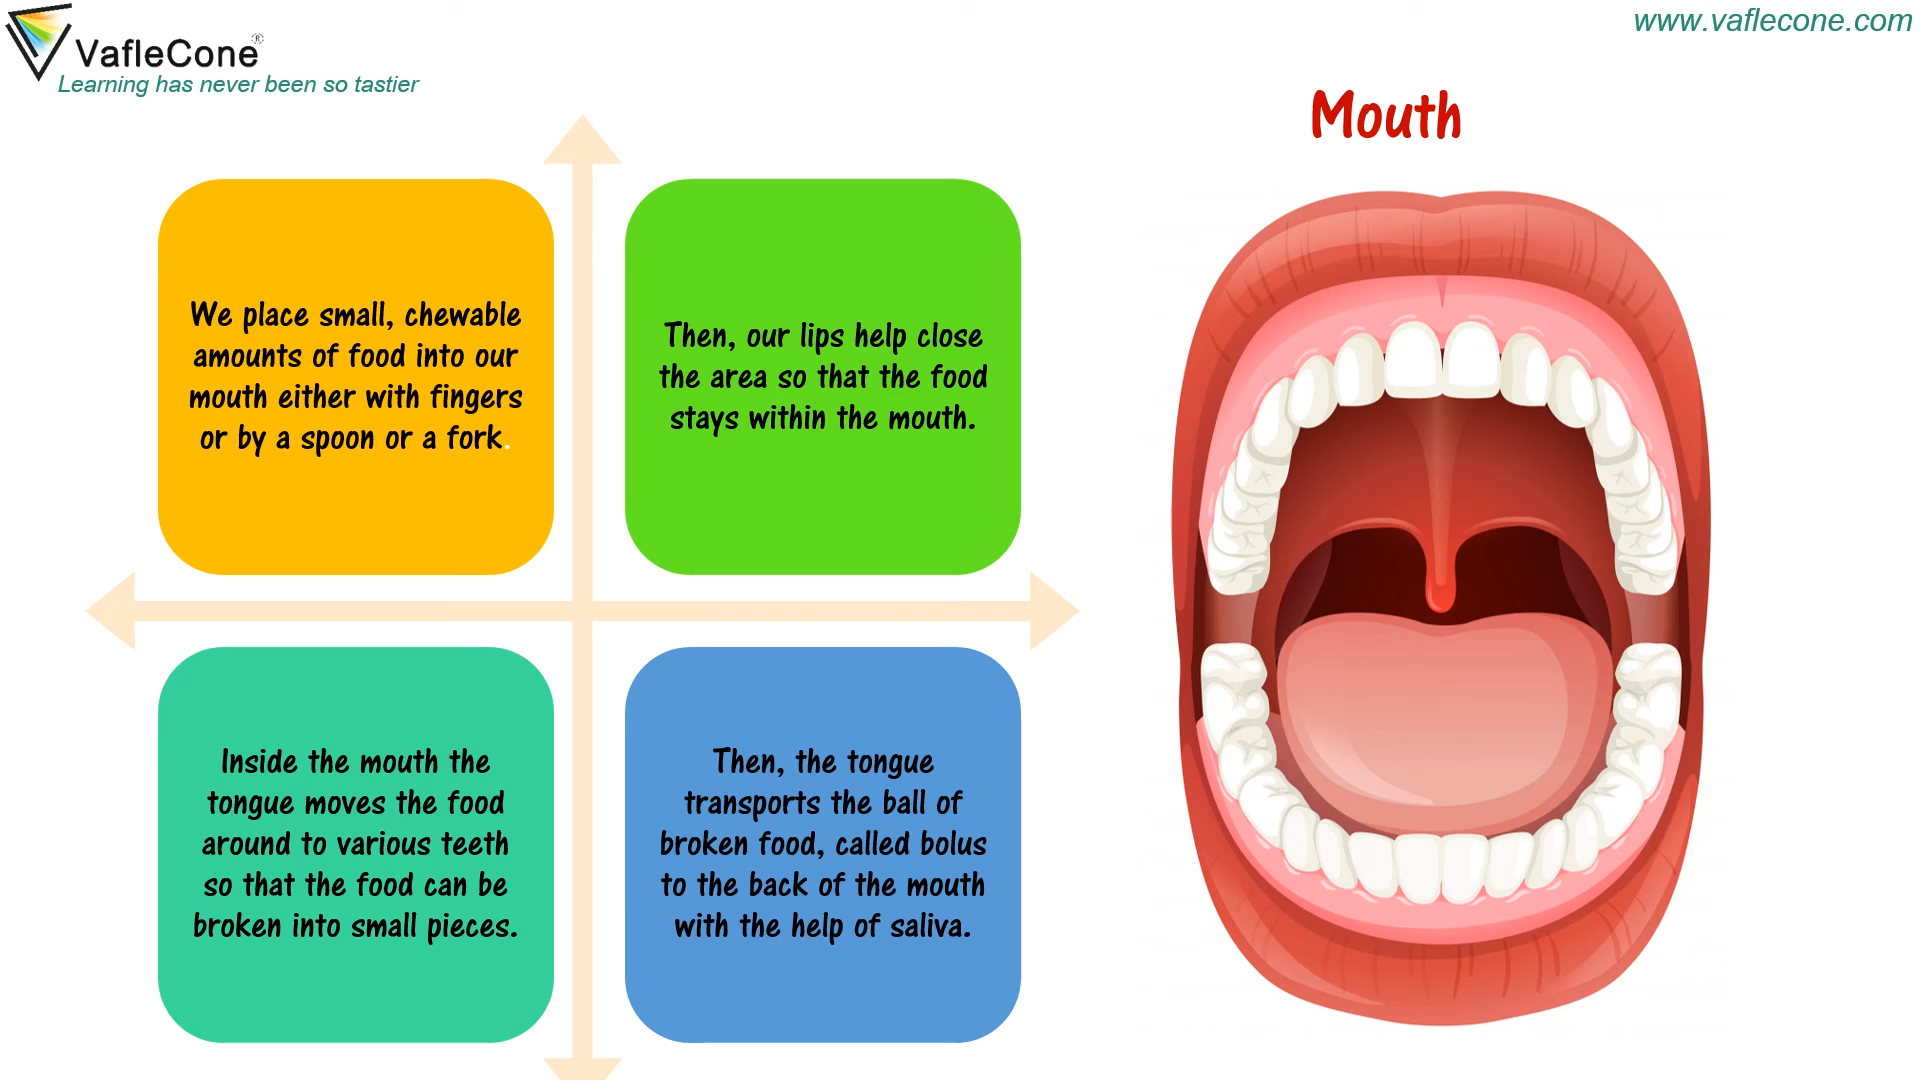 VafleCone®
Learning has never been so tastier
www.vaflecone.com
Mouth
We place small, chewable
amounts of food into our
mouth either with fingers
or by a spoon or a fork.
Then, our lips help close
the area so that the food
stays within the mouth.
Inside the mouth the
tongue moves the food
around to various teeth
so that the food can be
broken into small pieces.
Then, the tongue
transports the ball of
broken food, called bolus
to the back of the mouth
with the help of saliva.